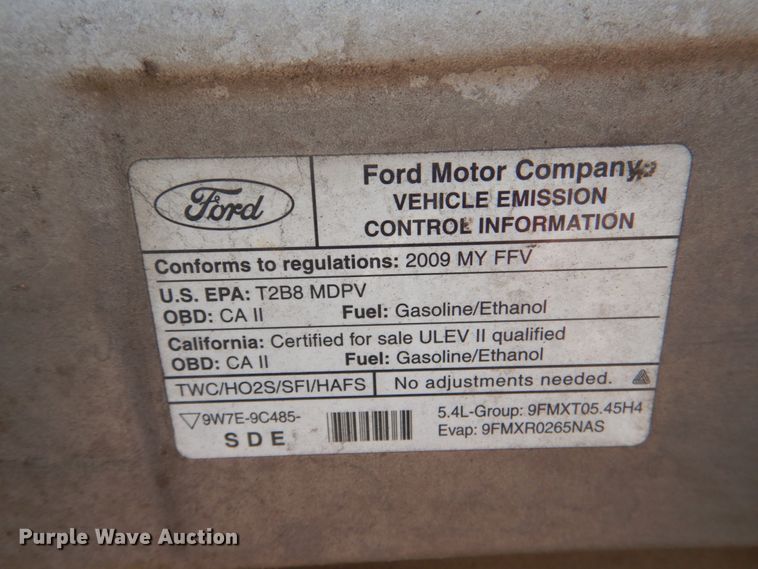 Ford
Ford Motor Company
VEHICLE EMISSION
CONTROL INFORMATION
Conforms to regulations: 2009 MY FFV
U.S. EPA: T2B8 MDPV
OBD: CA II Fuel: Gasoline/Ethanol
California: Certified for sale ULEV II qualified
OBD: CA II Fuel: Gasoline/Ethanol
TWC/HO2S/SFI/HAFS No adjustments needed.
9W7E-9C485-
SDE
5.4L-Group: 9FMXT05.45H4
Evap: 9FMXR0265NAS
Purple Wave Auction